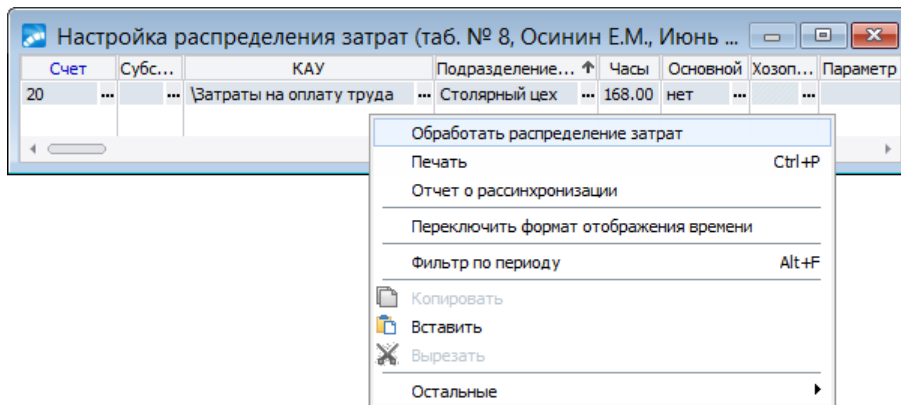 Настройка распределения затрат (таб. № 8, Осинин Е.М., Июнь ...
Счет Субс... КАУ Подразделение... Часы Основной Хозоп... Параметр
20 ... ... \Затраты на оплату труда ... Столярный цех ... 168.00 нет ... ...
Обработать распределение затрат
Печать Ctrl+P
Отчет о рассинхронизации
Переключить формат отображения времени
Фильтр по периоду Alt+F
Копировать
Вставить
Вырезать
Остальные